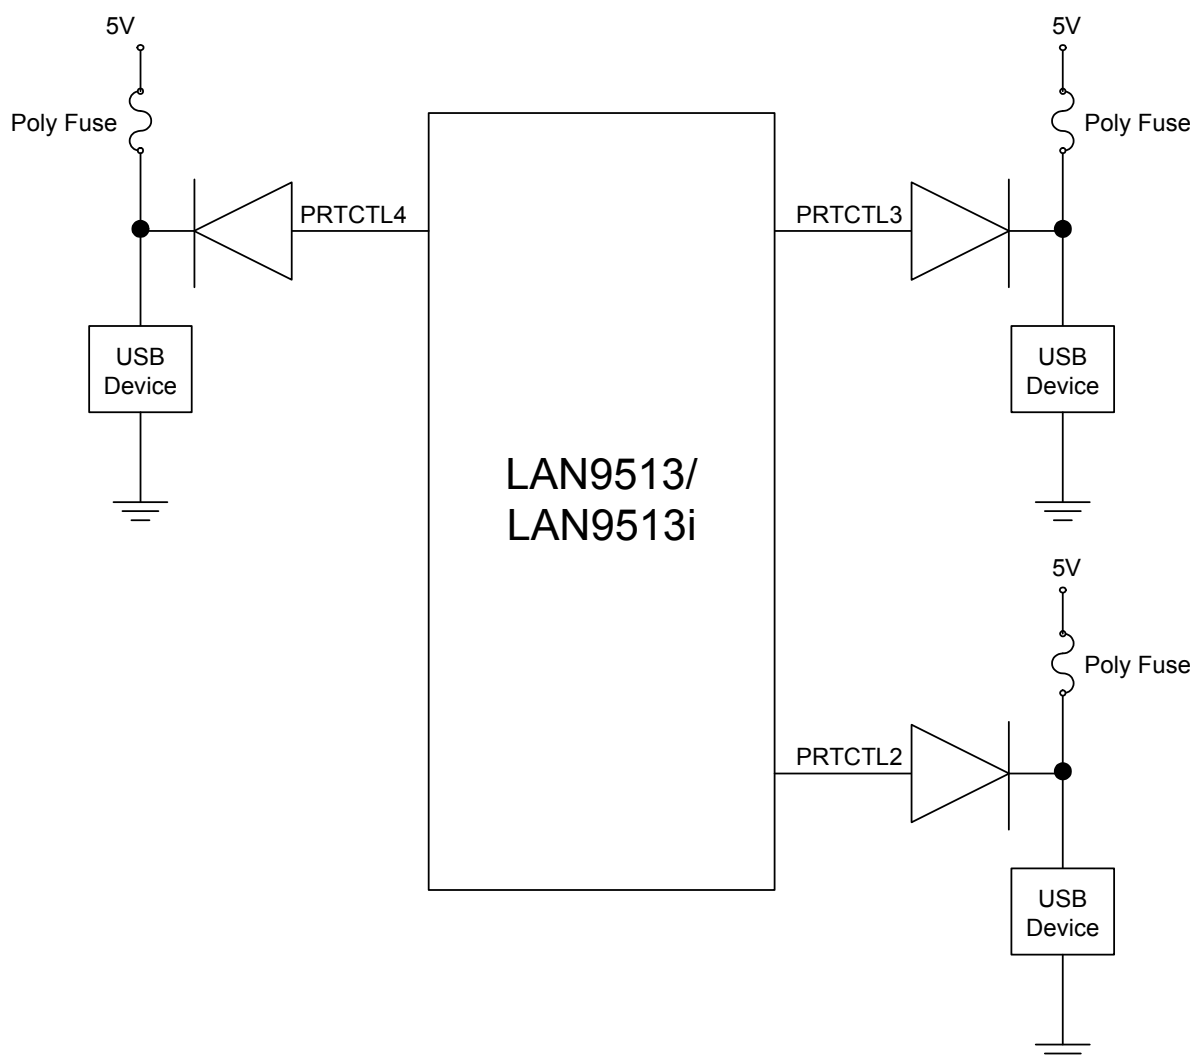 5V
Poly Fuse
PRTCTL4
USB
Device
LAN9513/
LAN9513i
5V
Poly Fuse
PRTCTL3
USB
Device
5V
Poly Fuse
PRTCTL2
USB
Device